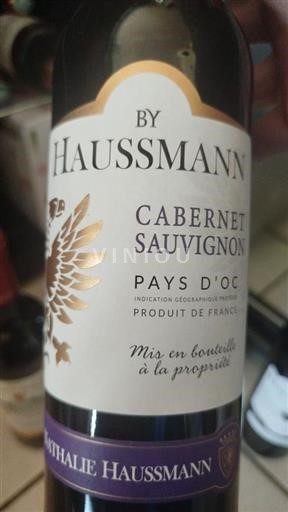 BY
HAUSSMANN
CABERNET
SAUVIGNON
VINIOU
PAYS D'OC
INDICATION GÉOGRAPHIQUE PROTÉGÉE
PRODUIT DE FRANCE
Mis en bouteille
à la propriété
NATHALIE HAUSSMANN